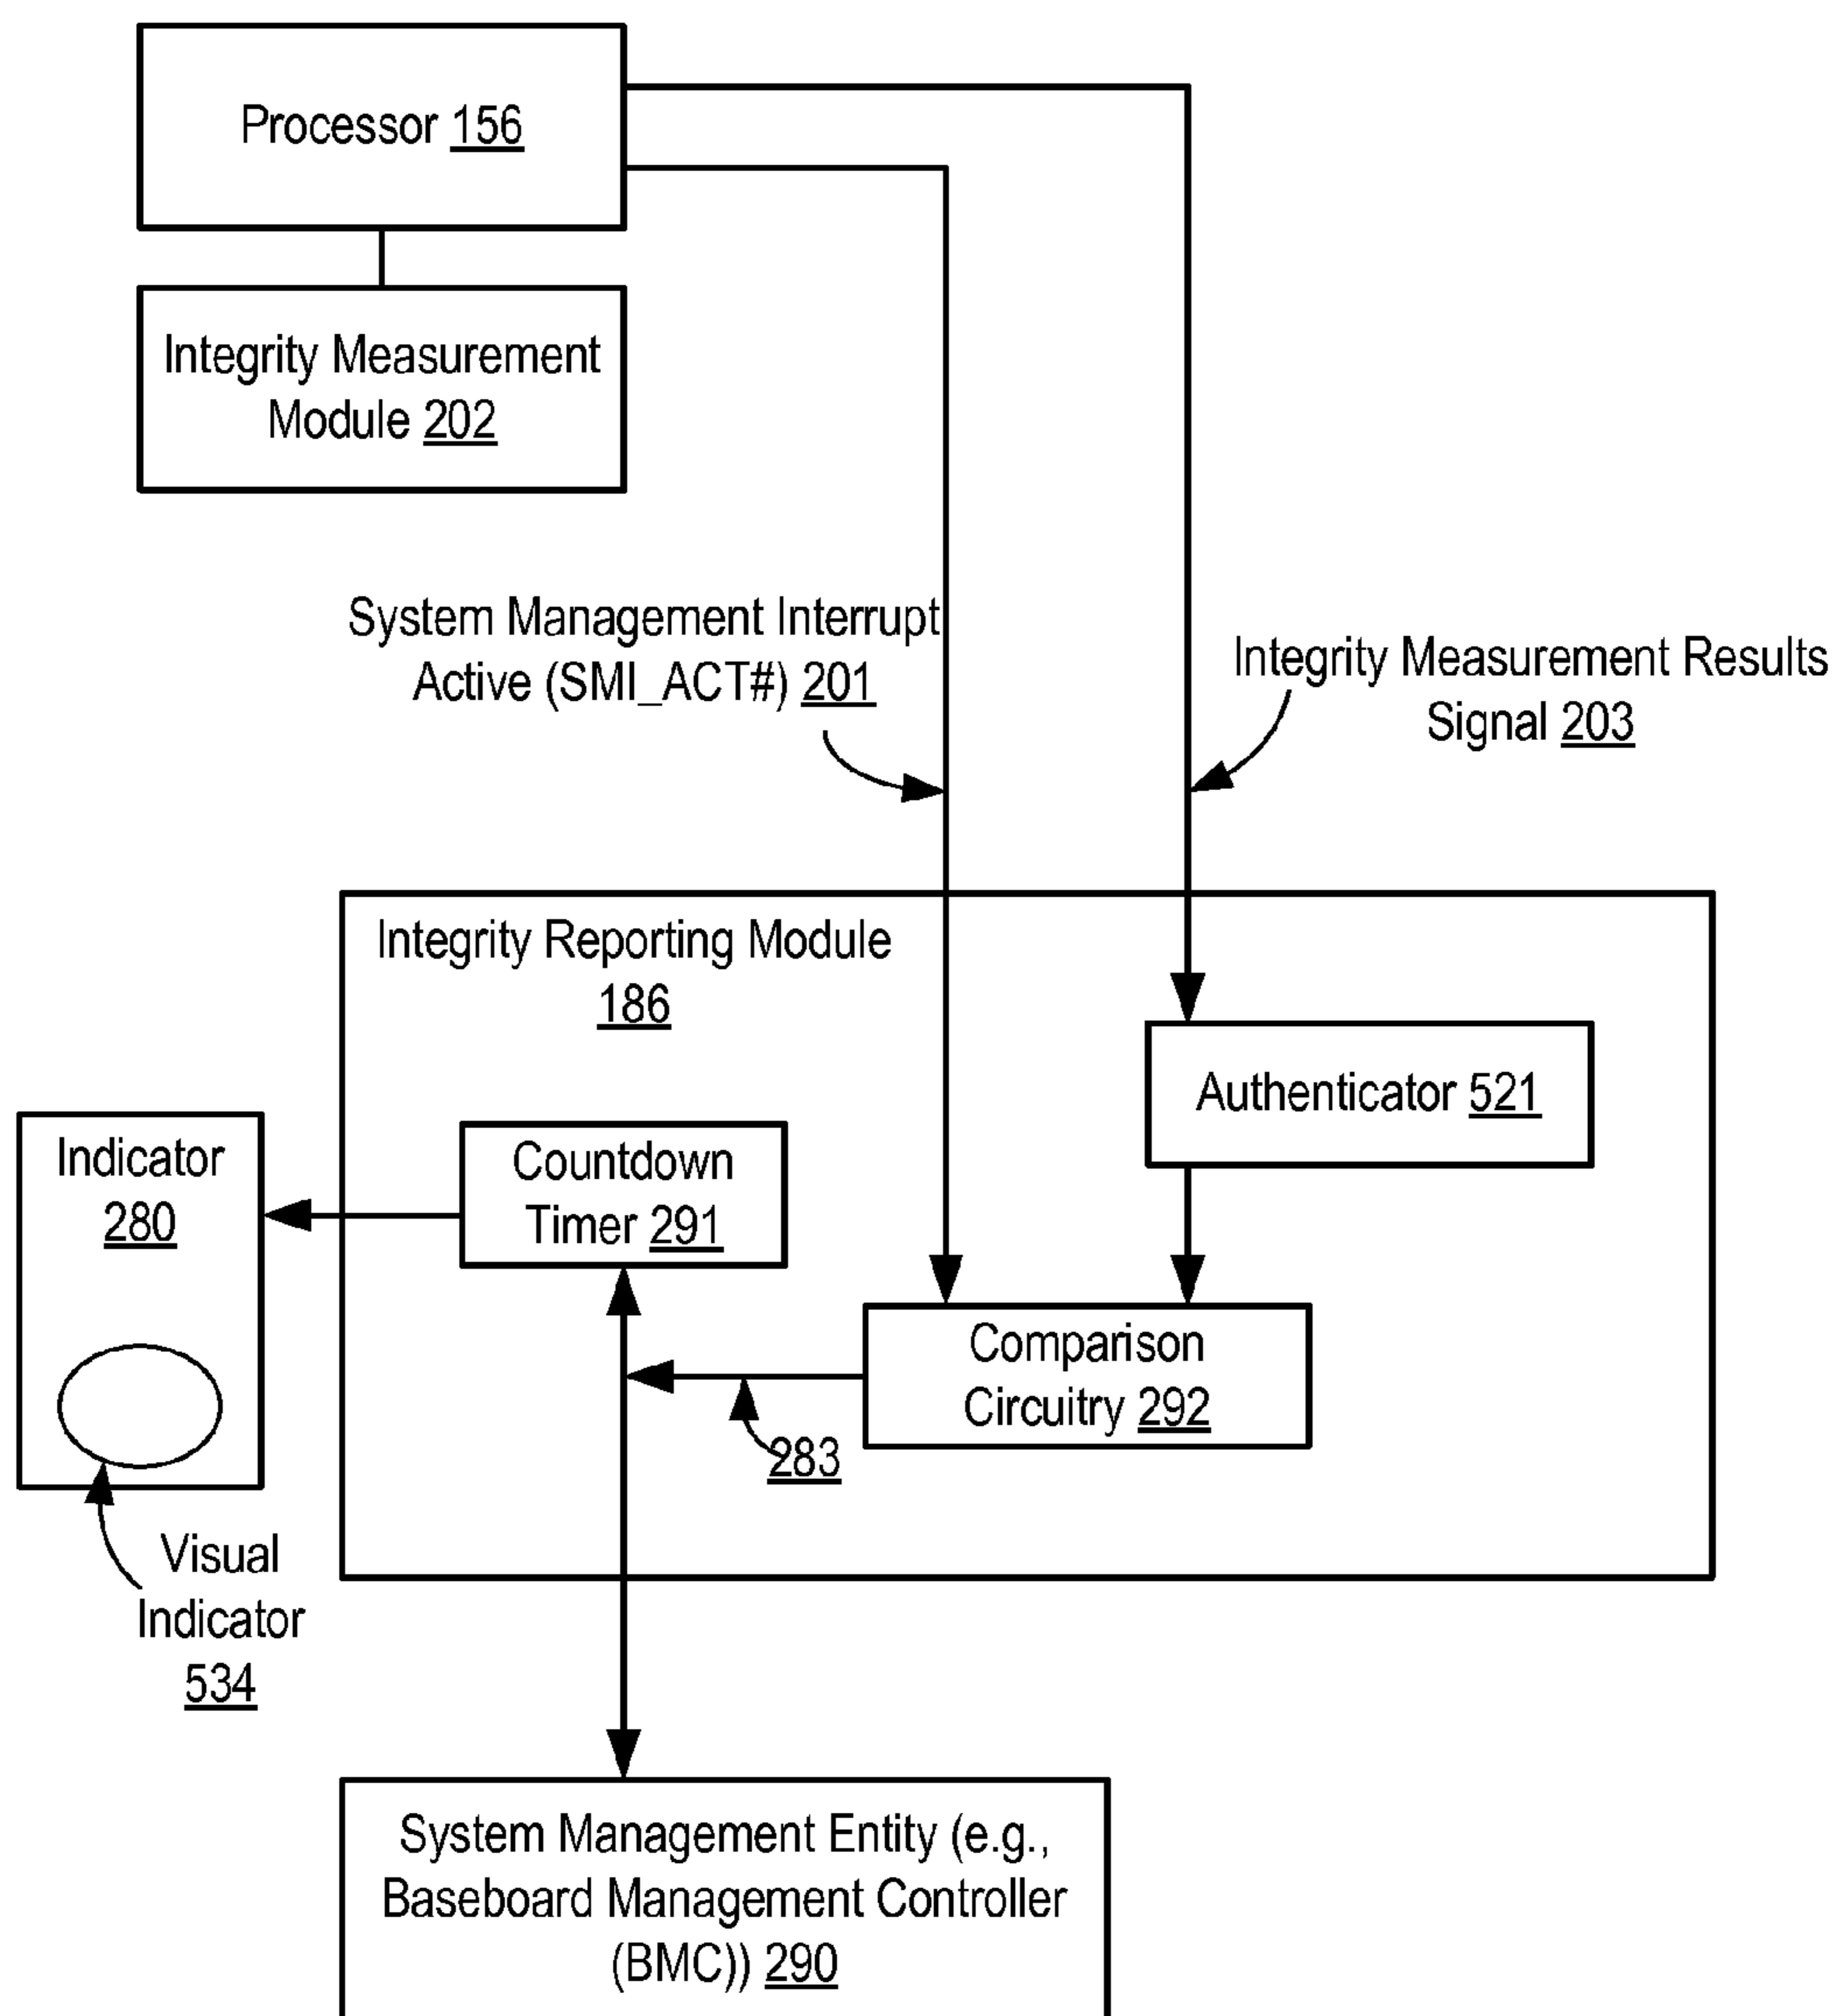 Processor 156
Integrity Measurement
Module 202
System Management Interrupt
Active (SMI_ACT#) 201
Integrity Measurement Results
Signal 203
Integrity Reporting Module
186
Authenticator 521
Indicator
280
Countdown
Timer 291
Comparison
Circuitry 292
283
Visual
Indicator
534
System Management Entity (e.g.,
Baseboard Management Controller
(BMC)) 290